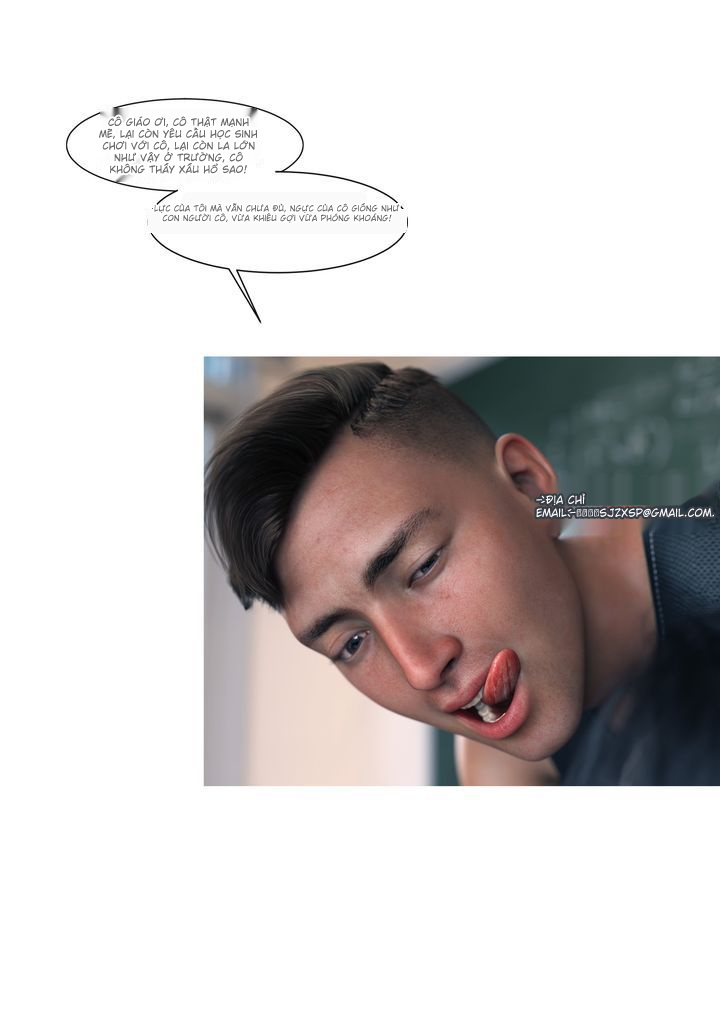 CÔ GIÁO ƠI, CÔ THẬT MẠNH
MẼ, LẠI CÒN YÊU CẦU HỌC SINH
CHƠI VỚI CÔ, LẠI CÒN LA LỚN
NHƯ VẬY Ở TRƯỜNG, CÔ
KHÔNG THẤY XẤU HỔ SAO!
LỰC CỦA TÔI MÀ VẪN CHƯA ĐỦ, NGỰC CỦA CÔ GIỐNG NHƯ
CON NGƯỜI CÔ, VỪA KHIÊU GỢI VỪA PHÓNG KHOÁNG!
->ĐỊA CHỈ
EMAIL:-▯▯▯▯SJZXSP@GMAIL.COM.